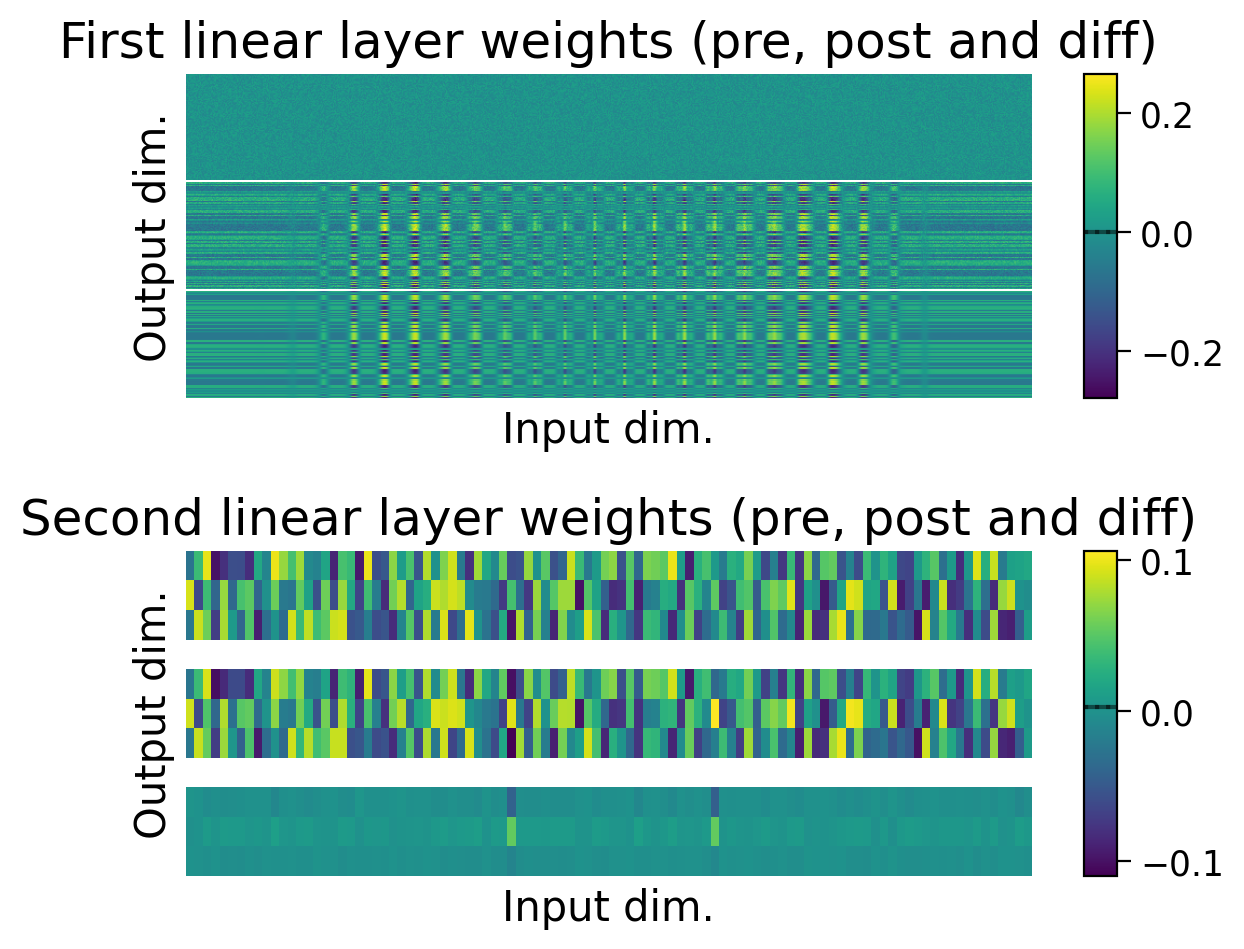 First linear layer weights (pre, post and diff)
Output dim.
0.2
0.0
−0.2
Input dim.
Second linear layer weights (pre, post and diff)
Output dim.
0.1
0.0
−0.1
Input dim.